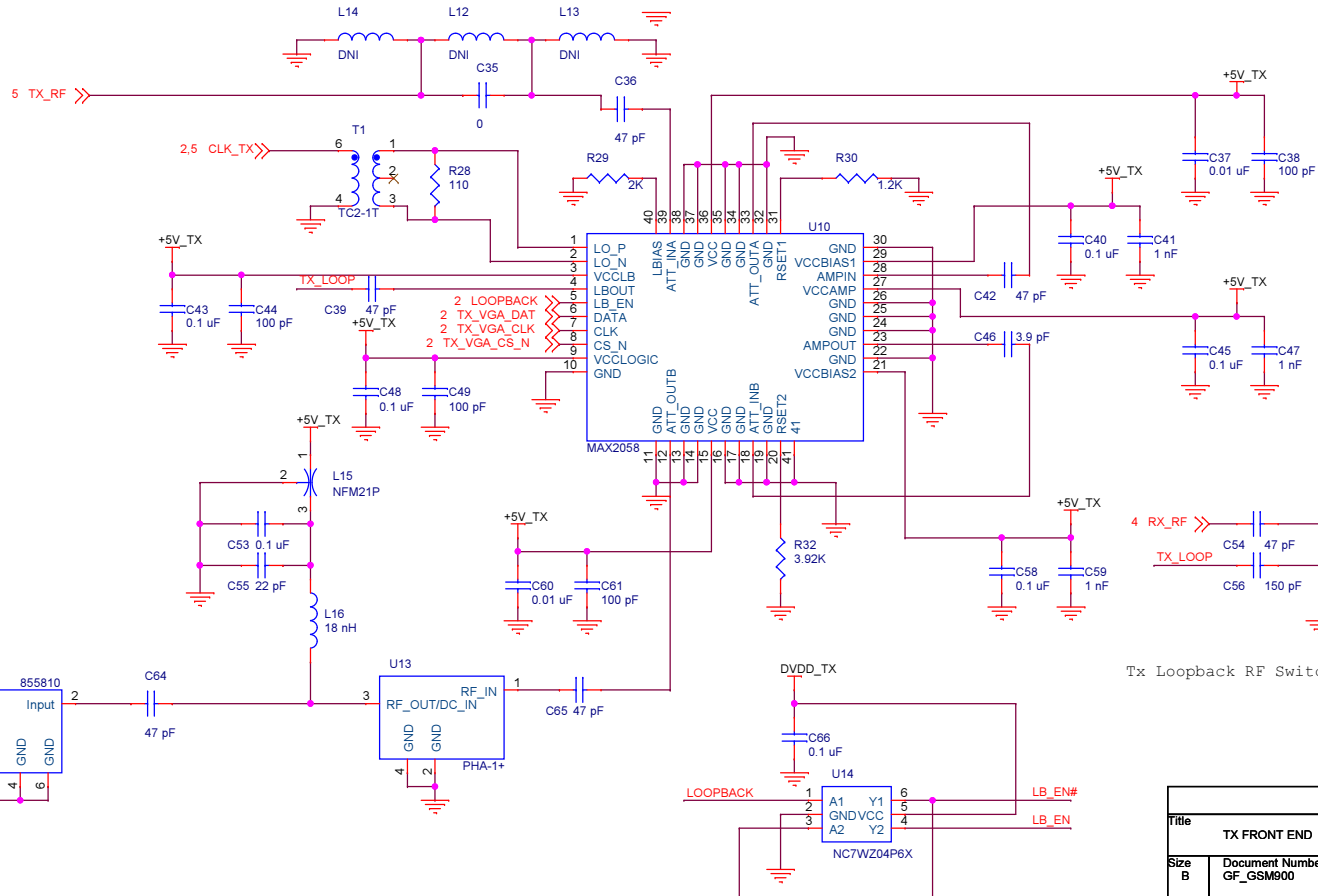 L14
L12
L13
DNI
DNI
DNI
C35
0
C36
47 pF
5 TX_RF
+5V_TX
C37
0.01 uF
C38
100 pF
2,5 CLK_TX
T1
6
1
2
4
3
TC2-1T
R28
110
R29
2K
R30
1.2K
+5V_TX
C40
0.1 uF
C41
1 nF
40
39
38
37
36
35
34
33
32
31
U10
LBIAS
ATT_INA
GND
GND
VCC
GND
GND
ATT_OUTA
GND
RSET1
1 LO_P
2 LO_N
3 VCCLB
4 LBOUT
5 LB_EN
6 DATA
7 CLK
8 CS_N
9 VCCLOGIC
10 GND
GND 30
VCCBIAS1 29
AMPIN 28
VCCAMP 27
GND 26
GND 25
GND 24
AMPOUT 23
GND 22
VCCBIAS2 21
GND
ATT_OUTB
GND
GND
VCC
GND
GND
ATT_INB
GND
RSET2
41
MAX2058
11
12
13
14
15
16
17
18
19
20
41
+5V_TX
C43
0.1 uF
C44
100 pF
TX_LOOP
C39
47 pF
2 LOOPBACK
2 TX_VGA_DAT
2 TX_VGA_CLK
2 TX_VGA_CS_N
+5V_TX
C48
0.1 uF
C49
100 pF
C42
47 pF
C46
3.9 pF
+5V_TX
C45
0.1 uF
C47
1 nF
+5V_TX
1
2
3
L15
NFM21P
C53 0.1 uF
C55 22 pF
L16
18 nH
+5V_TX
C60
0.01 uF
C61
100 pF
R32
3.92K
+5V_TX
C58
0.1 uF
C59
1 nF
4 RX_RF
C54
47 pF
TX_LOOP
C56
150 pF
Tx Loopback RF Switc
855810
Input
2
GND
GND
4
6
C64
47 pF
U13
3
RF_OUT/DC_IN
RF_IN
1
GND
GND
4
2
PHA-1+
C65 47 pF
DVDD_TX
C66
0.1 uF
U14
LOOPBACK
1 A1 Y1 6
2 GND VCC 5
3 A2 Y2 4
LB_EN#
LB_EN
NC7WZ04P6X
Title
TX FRONT END
Size
B
Document Numbe
GF_GSM900